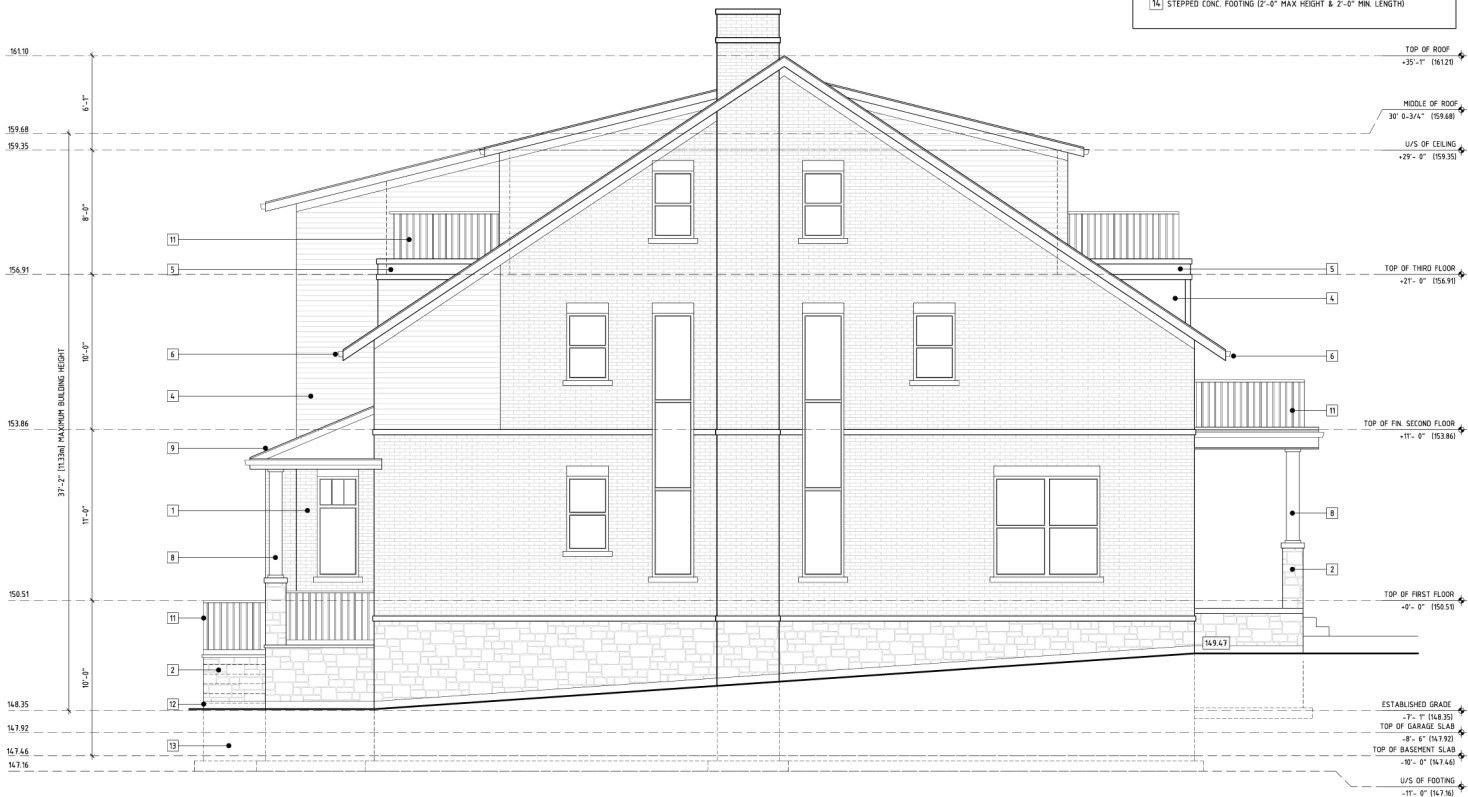 14 STEPPED CONC. FOOTING (2'-0" MAX HEIGHT & 2'-0" MIN. LENGTH)
161.10
TOP OF ROOF
+35'-1" (161.21)
6'-1"
MIDDLE OF ROOF
30' 0-3/4" (159.68)
159.68
159.35
U/S OF CEILING
+29'- 0" (159.35)
8'-0"
11
5
5
156.91
TOP OF THIRD FLOOR
+21'- 0" (156.91)
4
10'-0"
6
6
37'-2" [11.33m] MAXIMUM BUILDING HEIGHT
4
11
153.86
TOP OF FIN. SECOND FLOOR
+11'- 0" (153.86)
9
11'-0"
1
8
8
2
150.51
TOP OF FIRST FLOOR
+0'- 0" (150.51)
11
149.47
10'-0"
2
12
148.35
ESTABLISHED GRADE
-7'- 1" (148.35)
147.92
TOP OF GARAGE SLAB
-8'- 6" (147.92)
13
147.46
TOP OF BASEMENT SLAB
-10'- 0" (147.46)
147.16
U/S OF FOOTING
-11'- 0" (147.16)